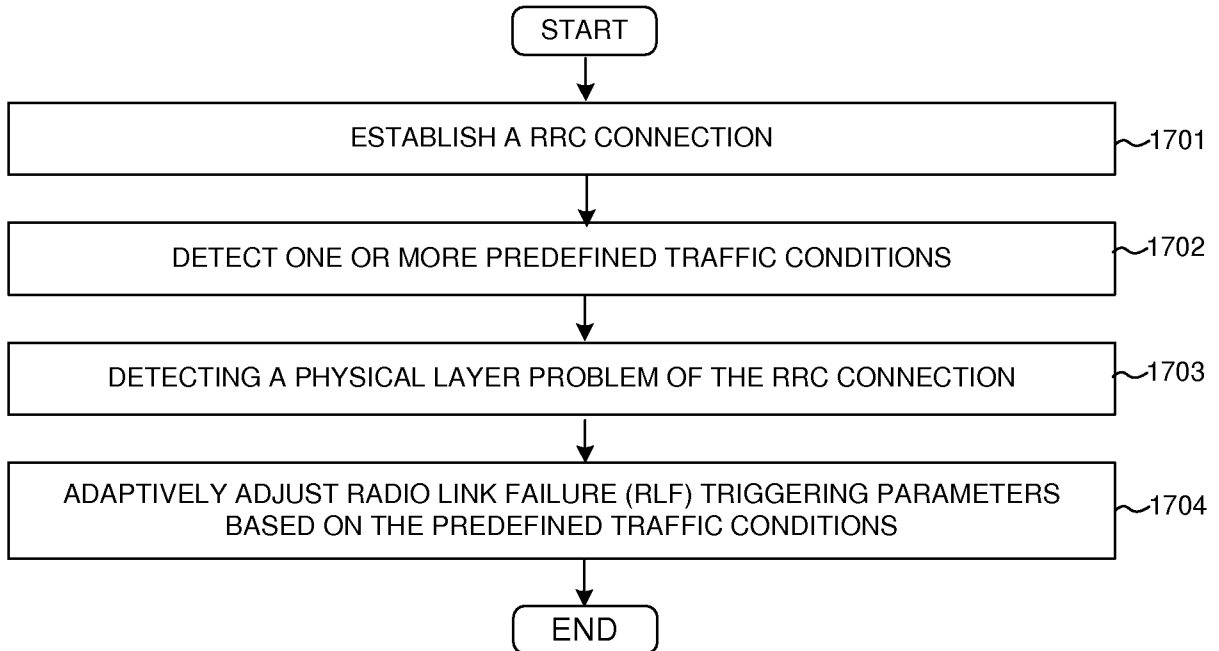 START
ESTABLISH A RRC CONNECTION
1701
DETECT ONE OR MORE PREDEFINED TRAFFIC CONDITIONS
1702
DETECTING A PHYSICAL LAYER PROBLEM OF THE RRC CONNECTION
1703
ADAPTIVELY ADJUST RADIO LINK FAILURE (RLF) TRIGGERING PARAMETERS
BASED ON THE PREDEFINED TRAFFIC CONDITIONS
1704
END